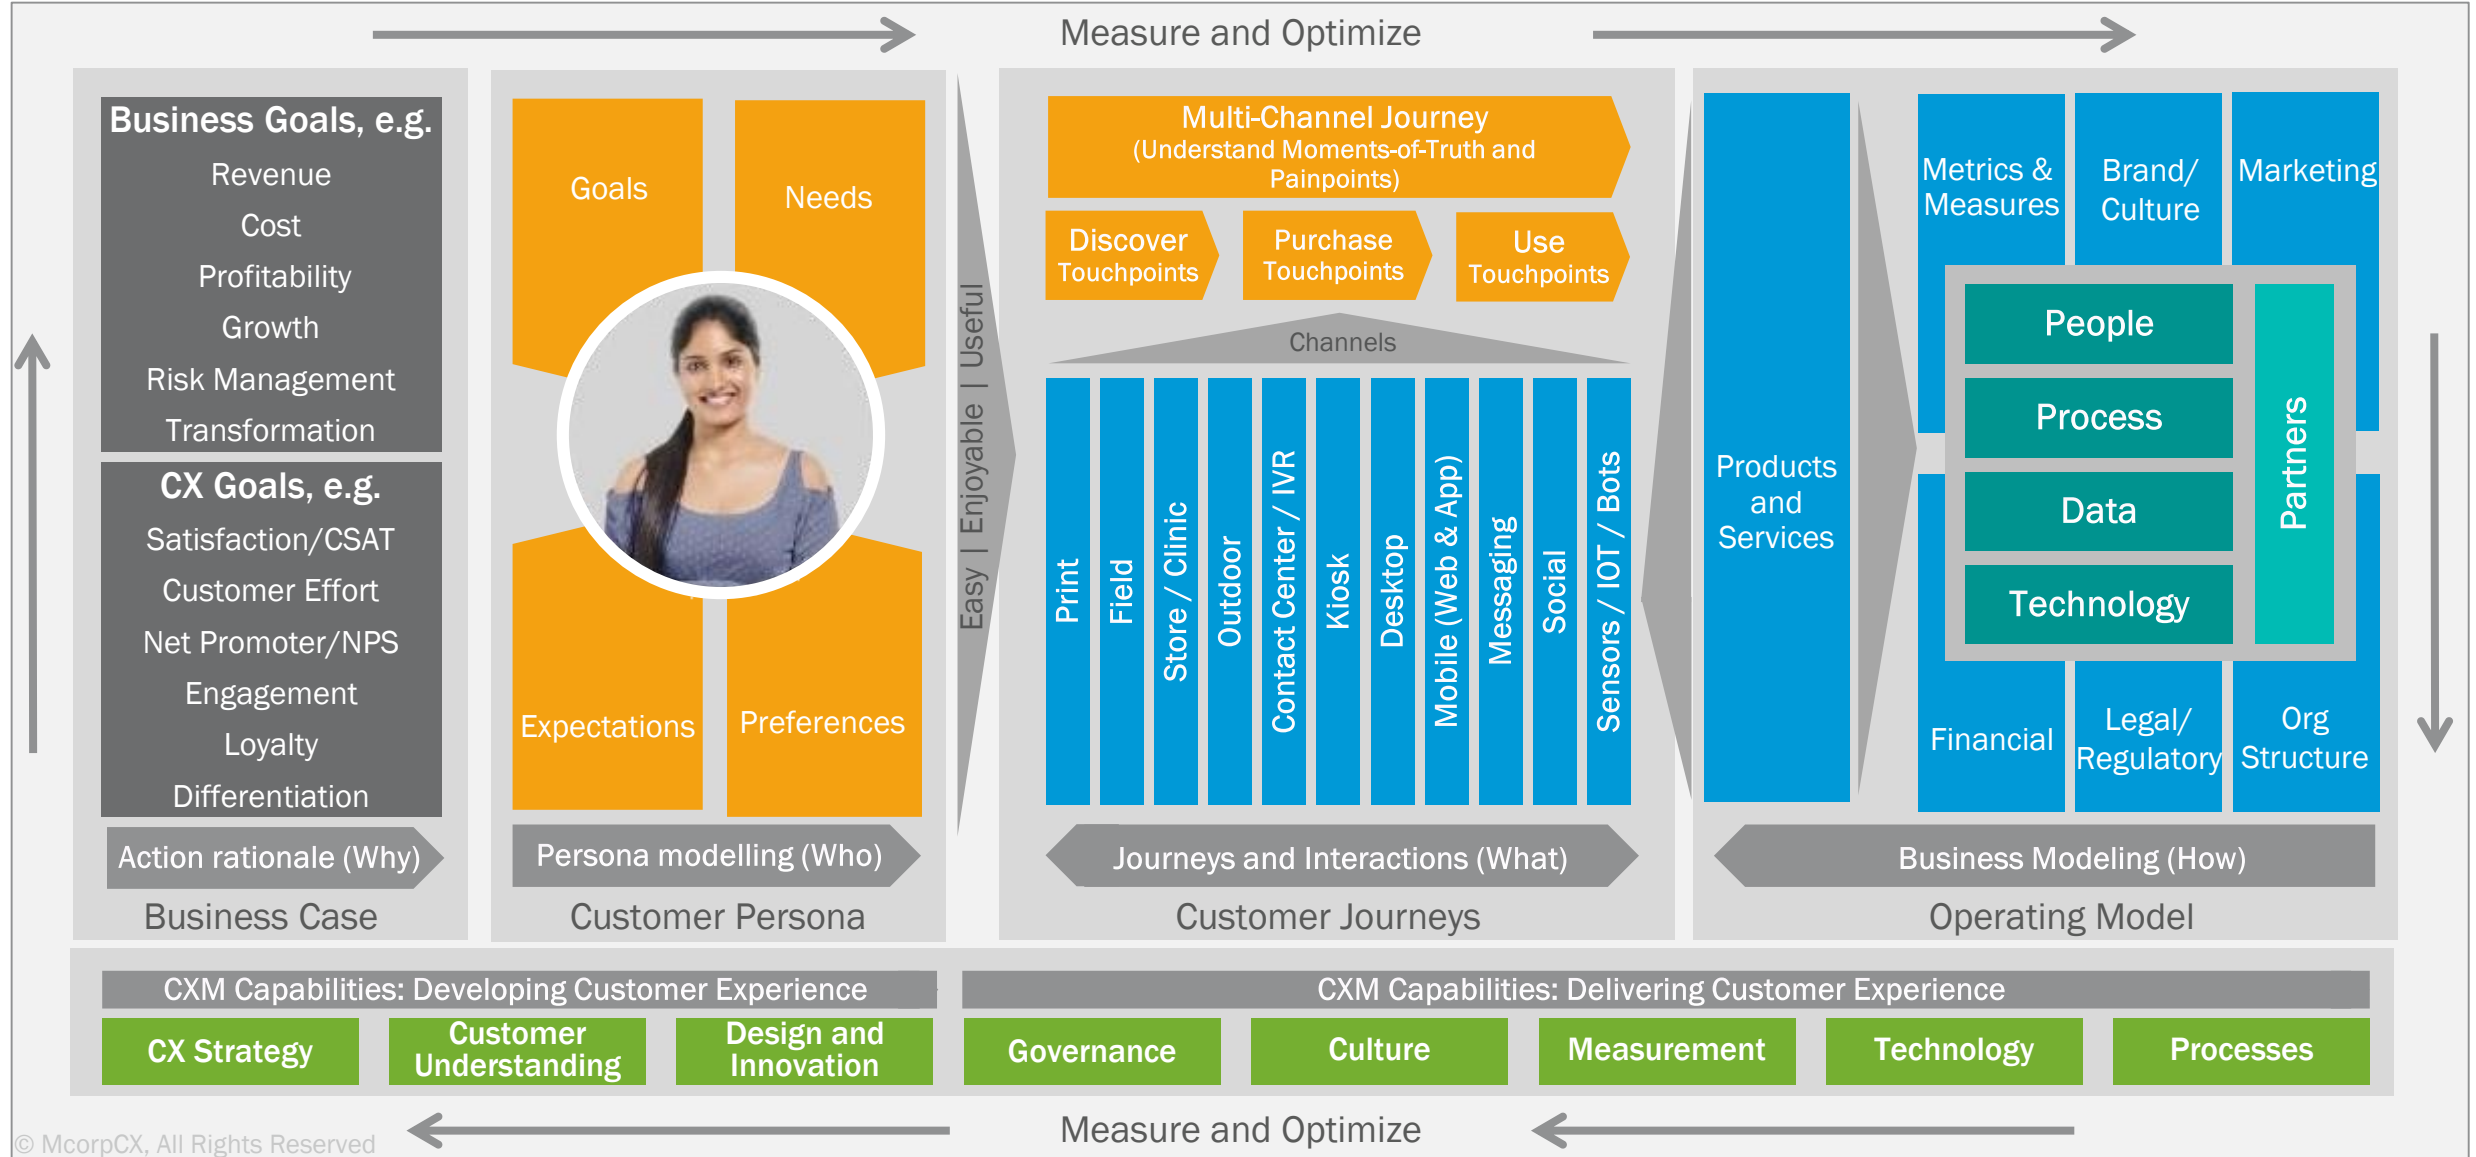 Measure and Optimize
Business Goals, e.g.
Revenue
Cost
Profitability
Growth
Risk Management
Transformation
CX Goals, e.g.
Satisfaction/CSAT
Customer Effort
Net Promoter/NPS
Engagement
Loyalty
Differentiation
Action rationale (Why)
Business Case
Goals
Needs
Expectations
Preferences
Persona modelling (Who)
Customer Persona
Easy | Enjoyable | Useful
Multi-Channel Journey
(Understand Moments-of-Truth and
Painpoints)
Discover
Touchpoints
Purchase
Touchpoints
Use
Touchpoints
Channels
Print
Field
Store / Clinic
Outdoor
Contact Center / IVR
Kiosk
Desktop
Mobile (Web & App)
Messaging
Social
Sensors / IOT / Bots
Journeys and Interactions (What)
Customer Journeys
Products
and
Services
Metrics &
Measures
Brand/
Culture
Marketing
People
Process
Data
Technology
Partners
Financial
Legal/
Regulatory
Org
Structure
Business Modeling (How)
Operating Model
CXM Capabilities: Developing Customer Experience
CXM Capabilities: Delivering Customer Experience
CX Strategy
Customer
Understanding
Design and
Innovation
Governance
Culture
Measurement
Technology
Processes
Measure and Optimize
© McorpCX, All Rights Reserved